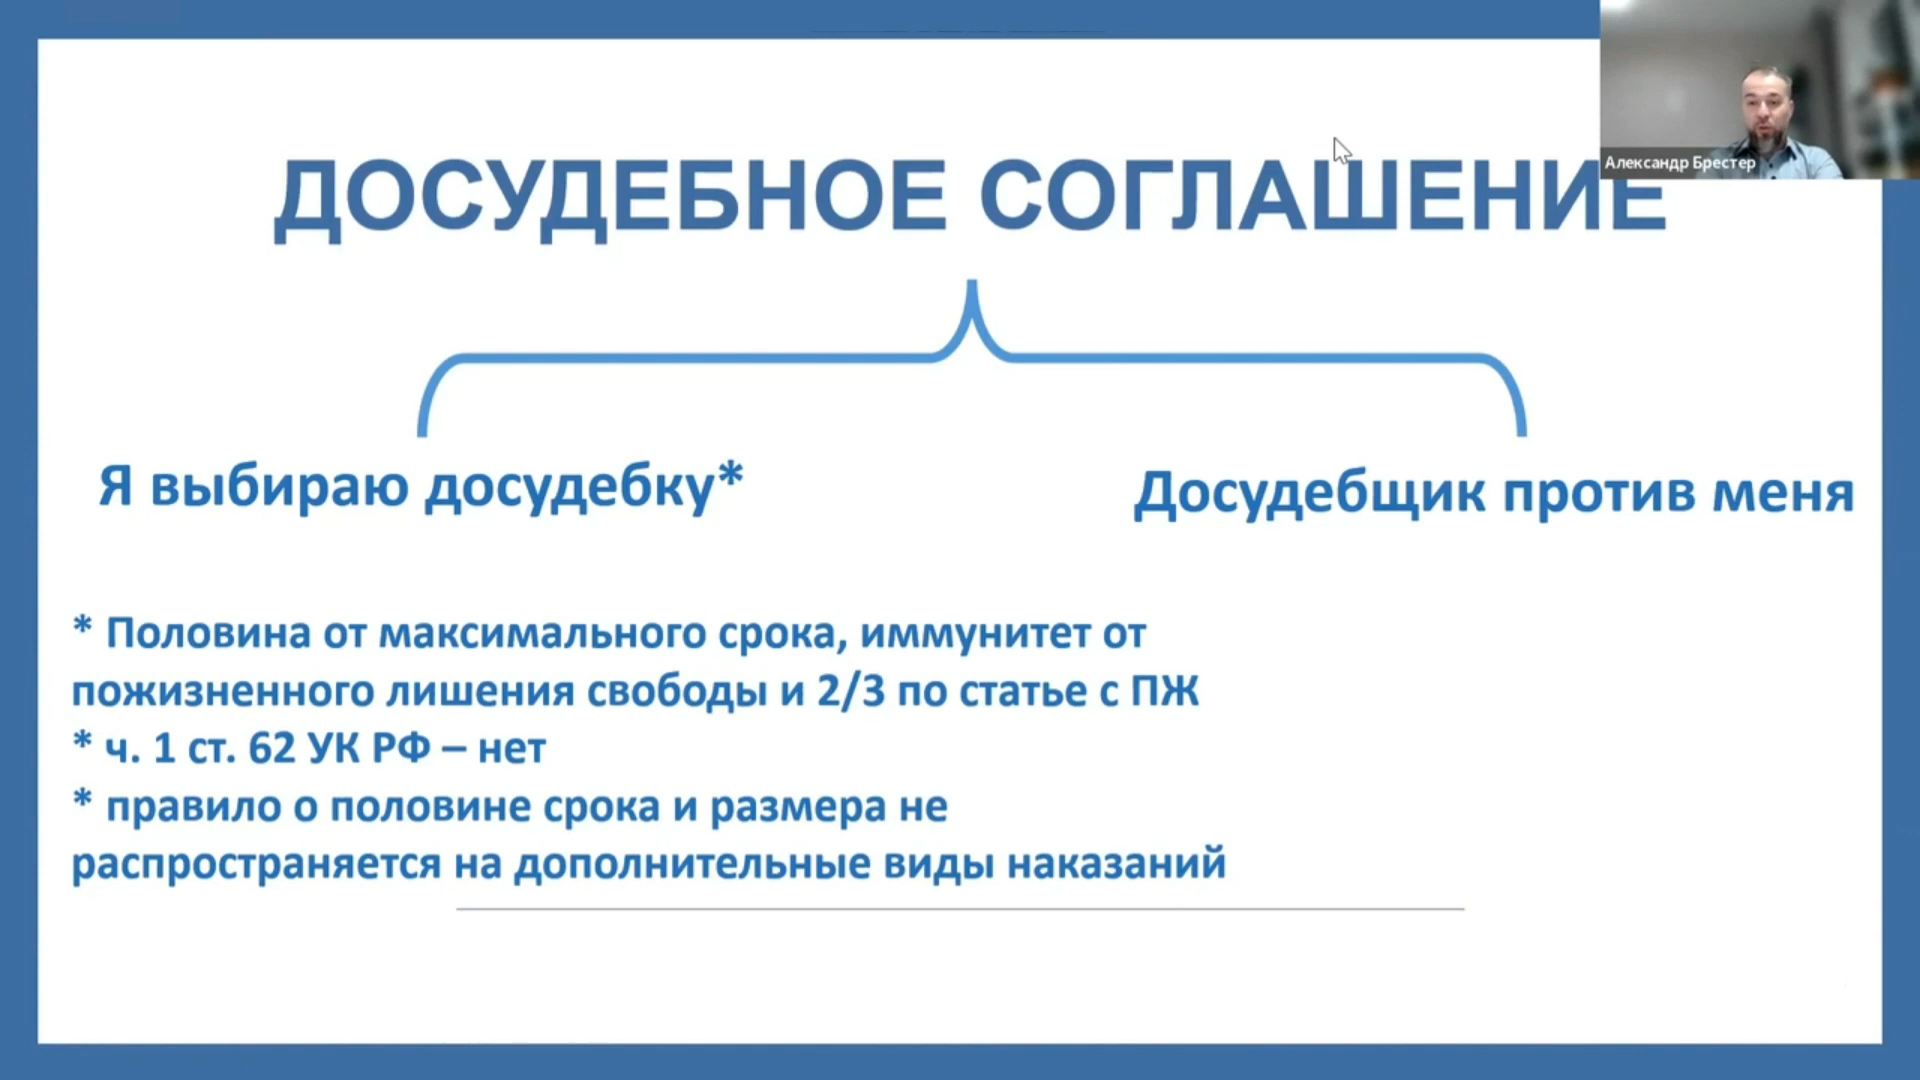 Александр Брестер
ДОСУДЕБНОЕ СОГЛАШЕНИЕ
Я выбираю досудебку*
Досудебщик против меня
* Половина от максимального срока, иммунитет от
пожизненного лишения свободы и 2/3 по статье с ПЖ
* ч. 1 ст. 62 УК РФ – нет
* правило о половине срока и размера не
распространяется на дополнительные виды наказаний